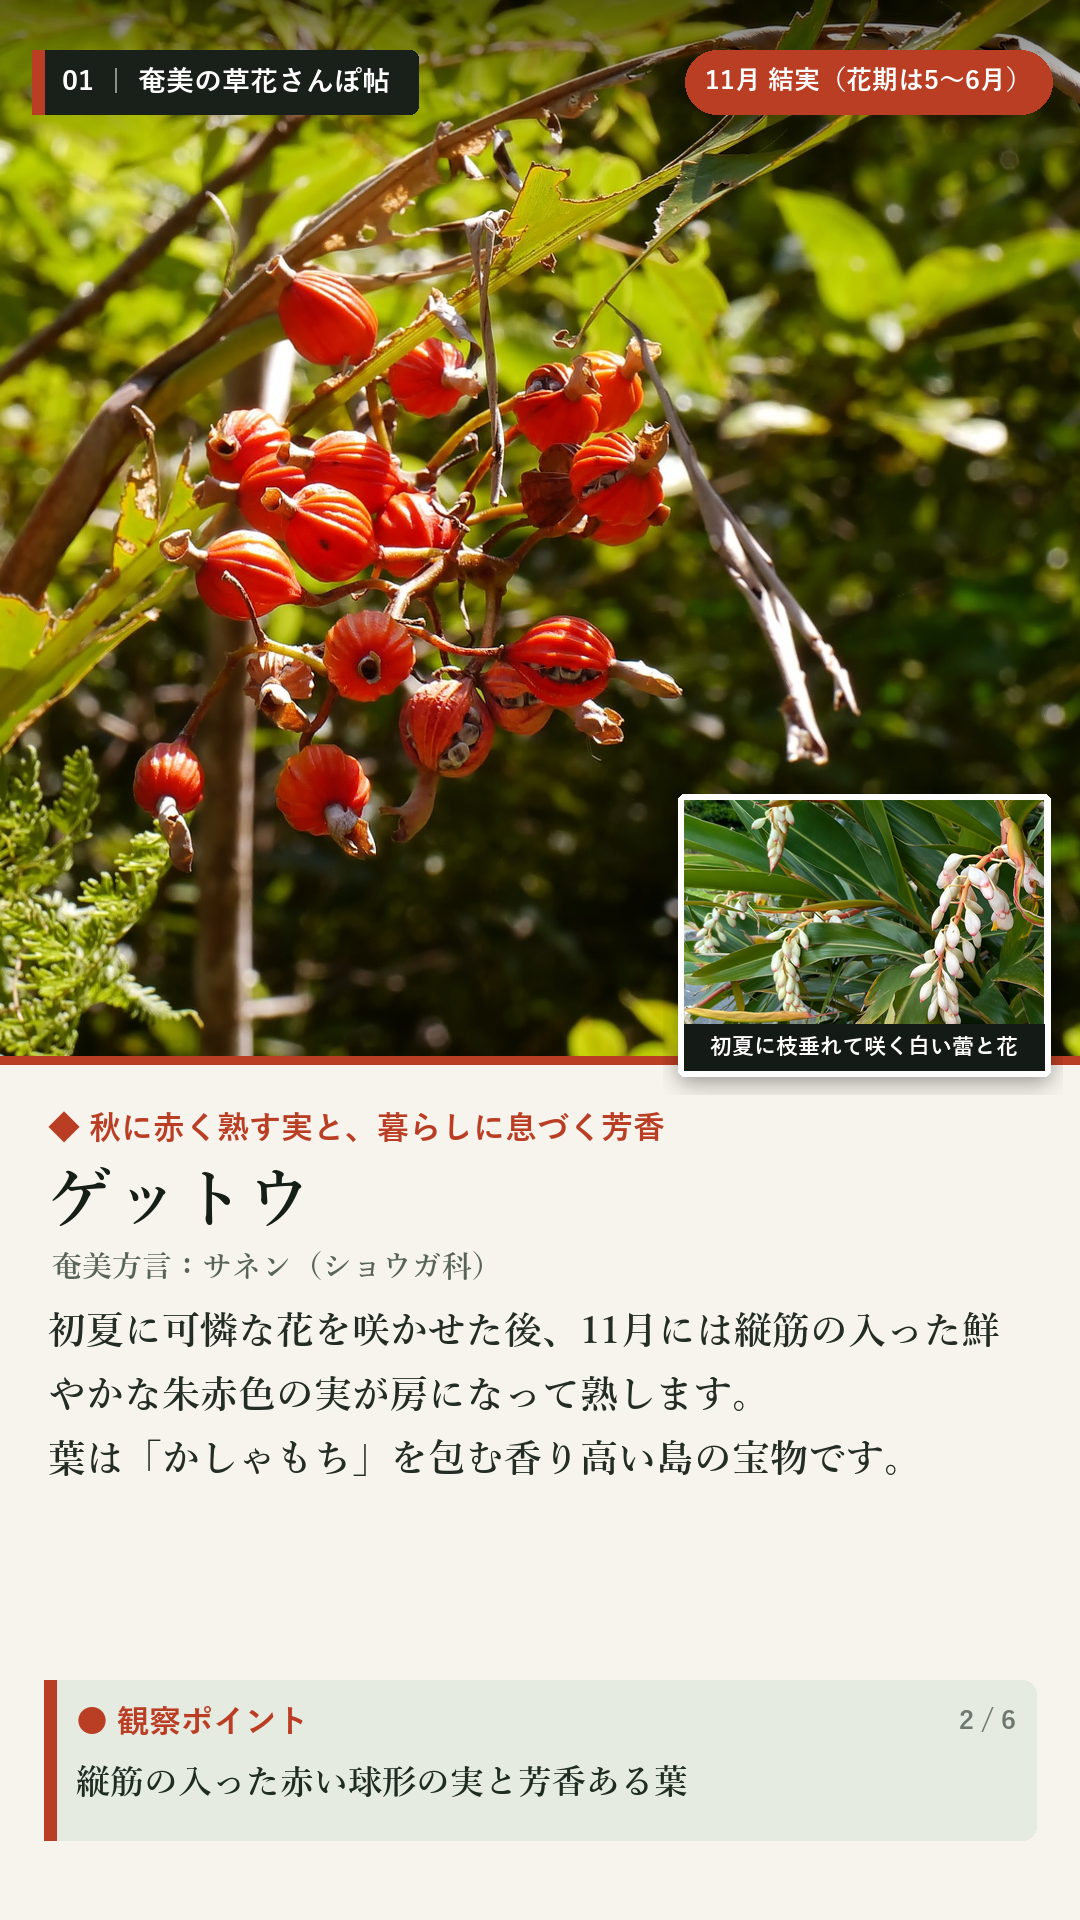 01 | 奄美の草花さんぽ帖
11月 結実（花期は5〜6月）
初夏に枝垂れて咲く白い蕾と花
◆ 秋に赤く熟す実と、暮らしに息づく芳香
ゲットウ
奄美方言：サネン（ショウガ科）
初夏に可憐な花を咲かせた後、11月には縦筋の入った鮮
やかな朱赤色の実が房になって熟します。
葉は「かしゃもち」を包む香り高い島の宝物です。
● 観察ポイント
2 / 6
縦筋の入った赤い球形の実と芳香ある葉